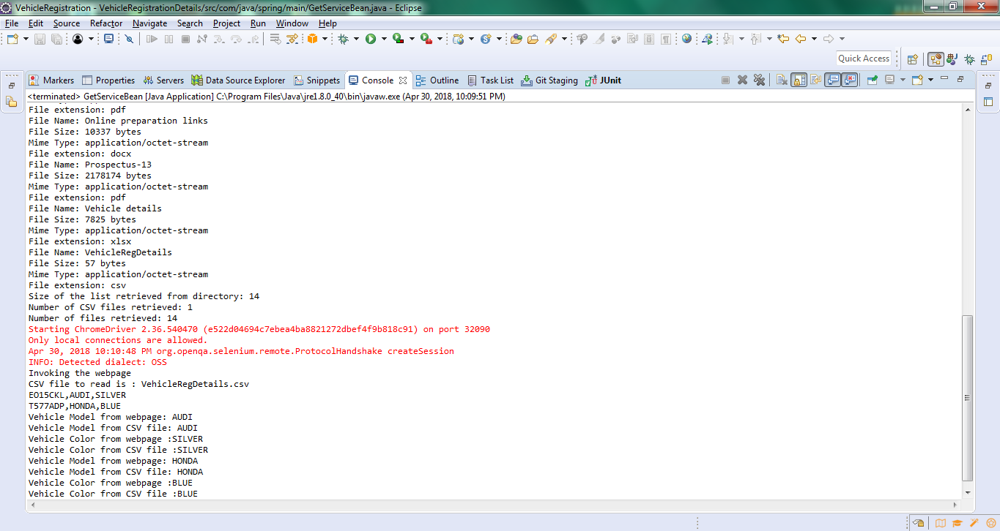 VehicleRegistration - VehicleRegistrationDetails/src/com/java/spring/main/GetServiceBean.java - Eclipse
File Edit Source Refactor Navigate Search Project Run Window Help
Quick Access
Markers Properties Servers Data Source Explorer Snippets Console Outline Task List Git Staging JUnit
<terminated> GetServiceBean [Java Application] C:\Program Files\Java\jre1.8.0_40\bin\javaw.exe (Apr 30, 2018, 10:09:51 PM)
File extension: pdf
File Name: Online preparation links
File Size: 10337 bytes
Mime Type: application/octet-stream
File extension: docx
File Name: Prospectus-13
File Size: 2178174 bytes
Mime Type: application/octet-stream
File extension: pdf
File Name: Vehicle details
File Size: 7825 bytes
Mime Type: application/octet-stream
File extension: xlsx
File Name: VehicleRegDetails
File Size: 57 bytes
Mime Type: application/octet-stream
File extension: csv
Size of the list retrieved from directory: 14
Number of CSV files retrieved: 1
Number of files retrieved: 14
Starting ChromeDriver 2.36.540470 (e522d04694c7ebea4ba8821272dbef4f9b818c91) on port 32090
Only local connections are allowed.
Apr 30, 2018 10:10:48 PM org.openqa.selenium.remote.ProtocolHandshake createSession
INFO: Detected dialect: OSS
Invoking the webpage
CSV file to read is : VehicleRegDetails.csv
EO15CKL,AUDI,SILVER
T577ADP,HONDA,BLUE
Vehicle Model from webpage: AUDI
Vehicle Model from CSV file: AUDI
Vehicle Color from webpage :SILVER
Vehicle Color from CSV file :SILVER
Vehicle Model from webpage: HONDA
Vehicle Model from CSV file: HONDA
Vehicle Color from webpage :BLUE
Vehicle Color from CSV file :BLUE